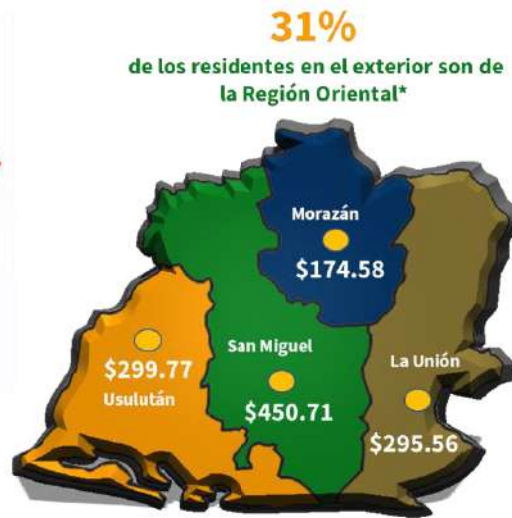 31%
de los residentes en el exterior son de
la Región Oriental*
Morazán
$174.58
$299.77
Usulután
San Miguel
$450.71
La Unión
$295.56